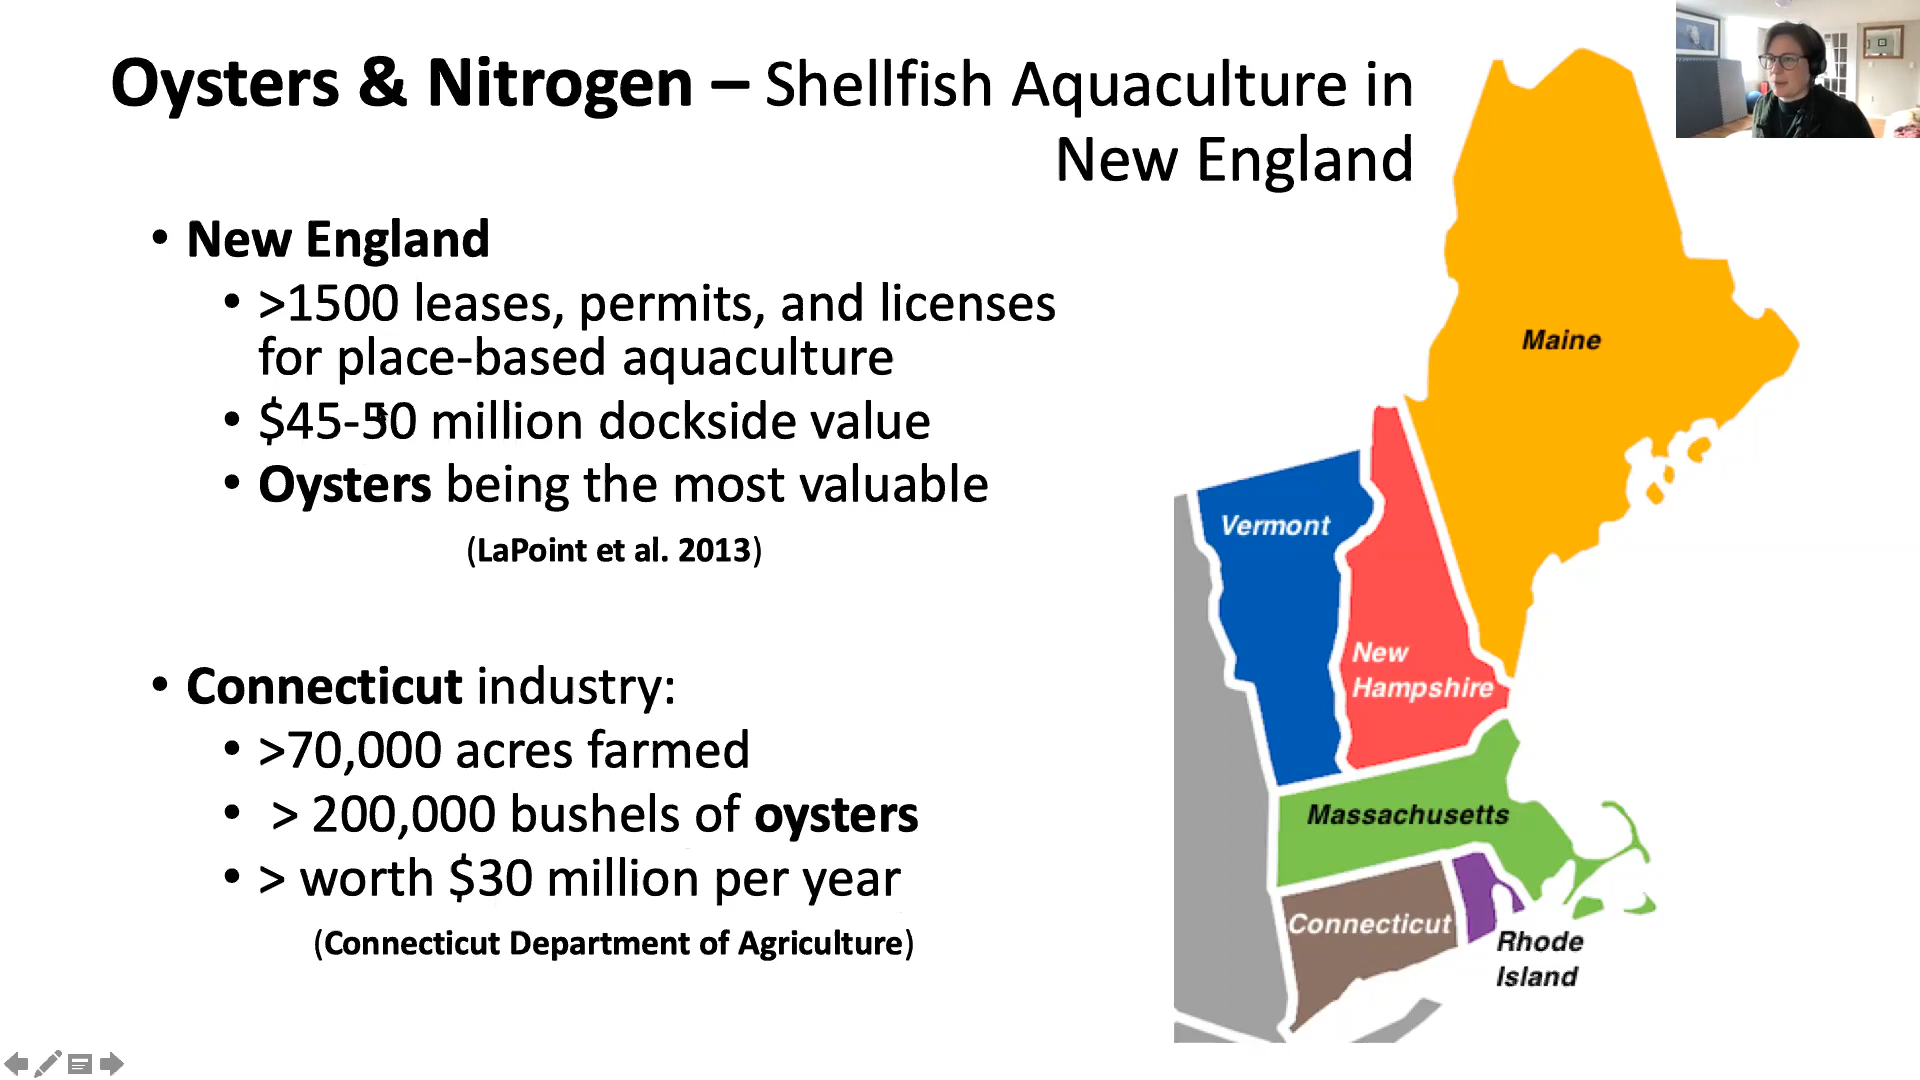 Oysters & Nitrogen – Shellfish Aquaculture in
New England
• New England
• >1500 leases, permits, and licenses
for place-based aquaculture
• $45-50 million dockside value
• Oysters being the most valuable
(LaPoint et al. 2013)
• Connecticut industry:
• >70,000 acres farmed
• > 200,000 bushels of oysters
• > worth $30 million per year
(Connecticut Department of Agriculture)
Maine
Vermont
New
Hampshire
Massachusetts
Connecticut
Rhode
Island